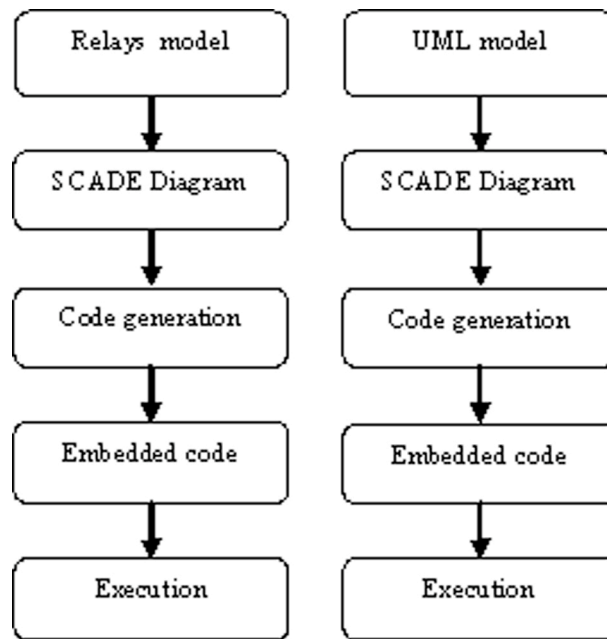 Relays model
SCADE Diagram
Code generation
Embedded code
Execution
UML model
SCADE Diagram
Code generation
Embedded code
Execution